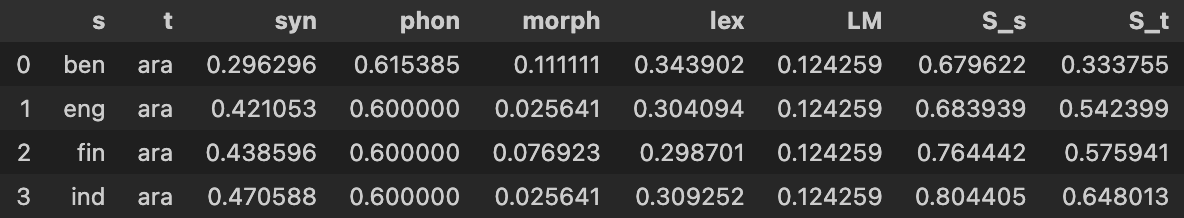 s t syn phon morph lex LM S_s S_t
0 ben ara 0.296296 0.615385 0.111111 0.343902 0.124259 0.679622 0.333755
1 eng ara 0.421053 0.600000 0.025641 0.304094 0.124259 0.683939 0.542399
2 fin ara 0.438596 0.600000 0.076923 0.298701 0.124259 0.764442 0.575941
3 ind ara 0.470588 0.600000 0.025641 0.309252 0.124259 0.804405 0.648013